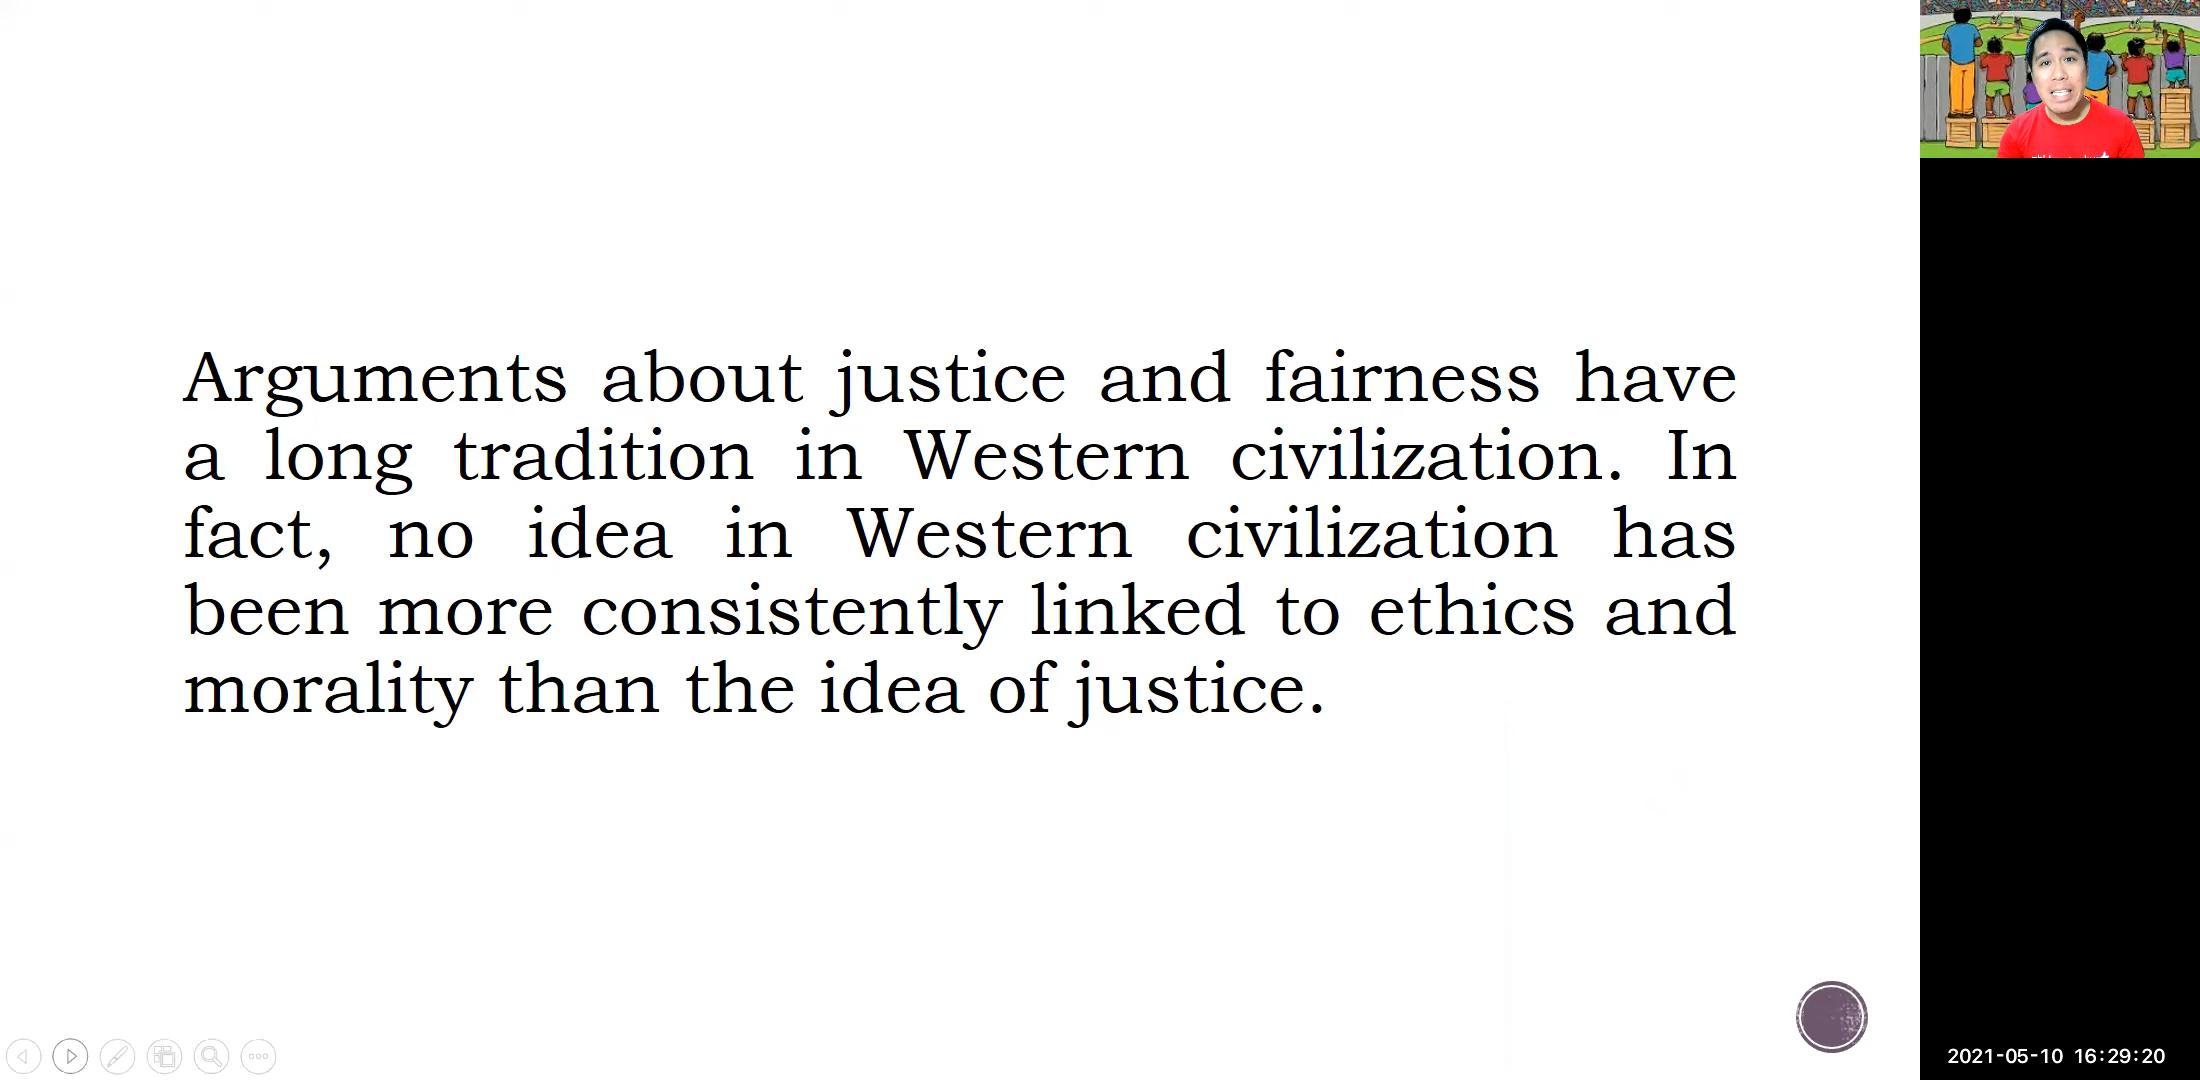 Arguments about justice and fairness have
a long tradition in Western civilization. In
fact, no idea in Western civilization has
been more consistently linked to ethics and
morality than the idea of justice.
2021-05-10 16:29:20